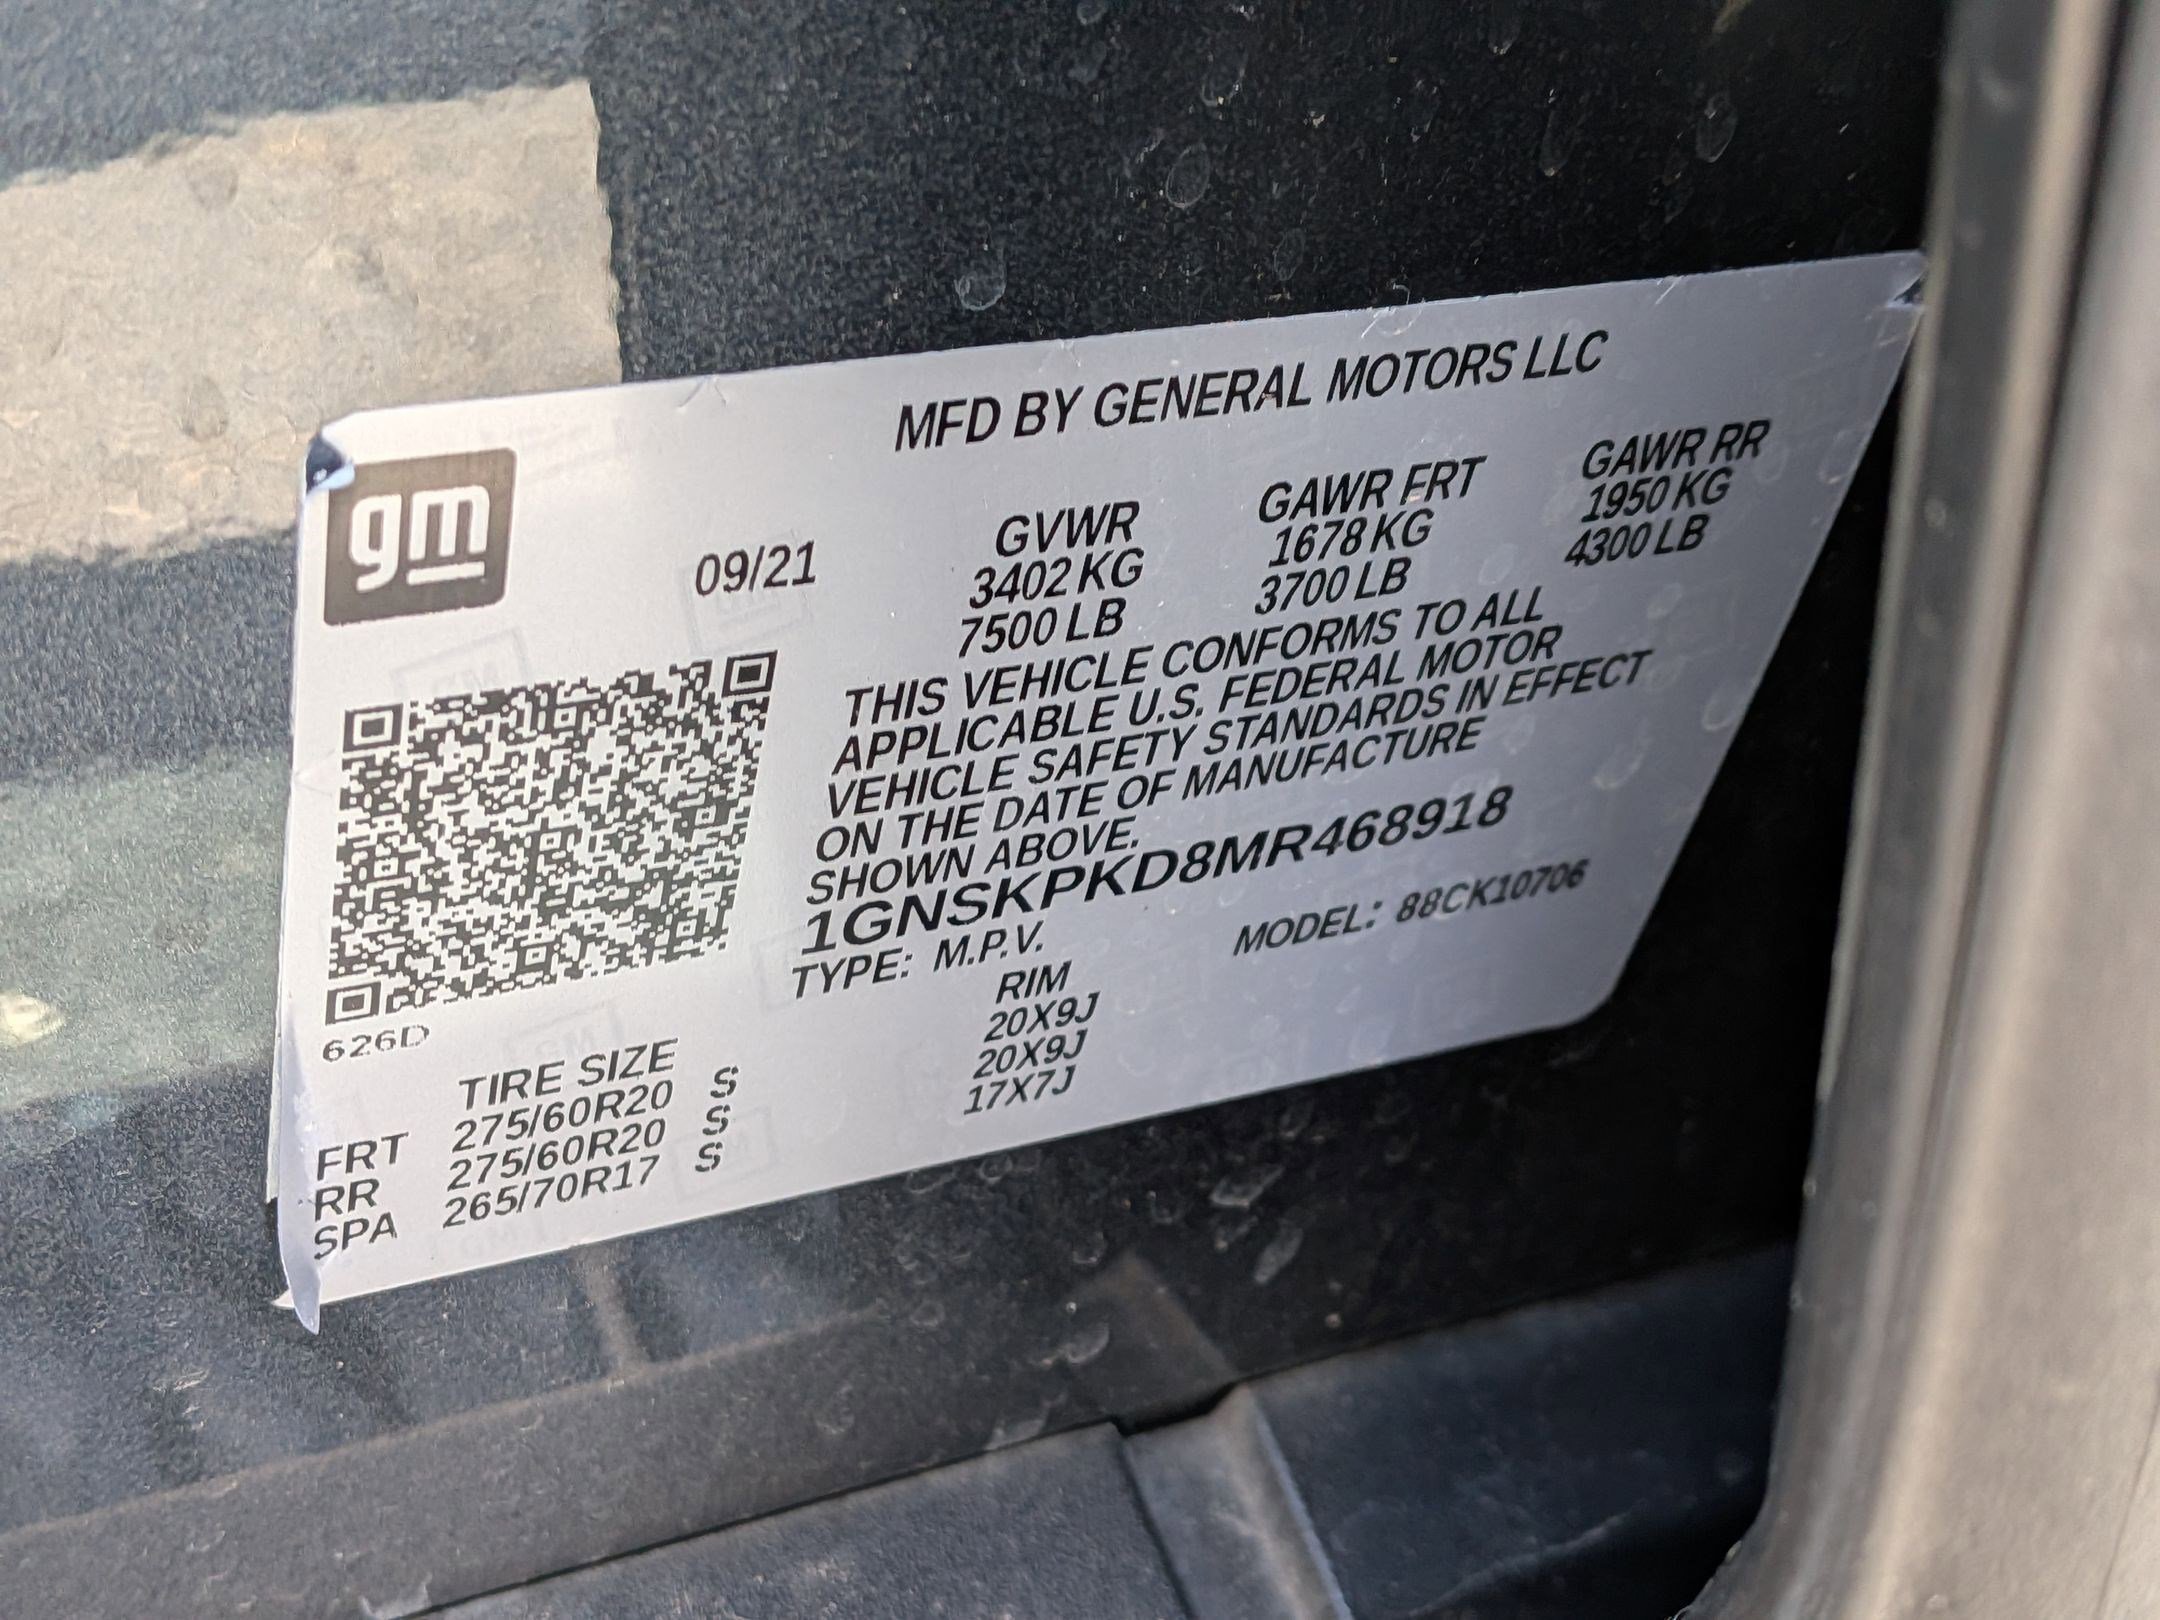 MFD BY GENERAL MOTORS LLC
gm
09/21
GVWR GAWR FRT GAWR RR
3402 KG 1678 KG 1950 KG
7500 LB 3700 LB 4300 LB
THIS VEHICLE CONFORMS TO ALL
APPLICABLE U.S. FEDERAL MOTOR
VEHICLE SAFETY STANDARDS IN EFFECT
ON THE DATE OF MANUFACTURE
SHOWN ABOVE.
1GNSKPKD8MR468918
TYPE: M.P.V. MODEL: 88CK10706
626D
TIRE SIZE RIM
FRT 275/60R20 S 20X9J
RR 275/60R20 S 20X9J
SPA 265/70R17 S 17X7J